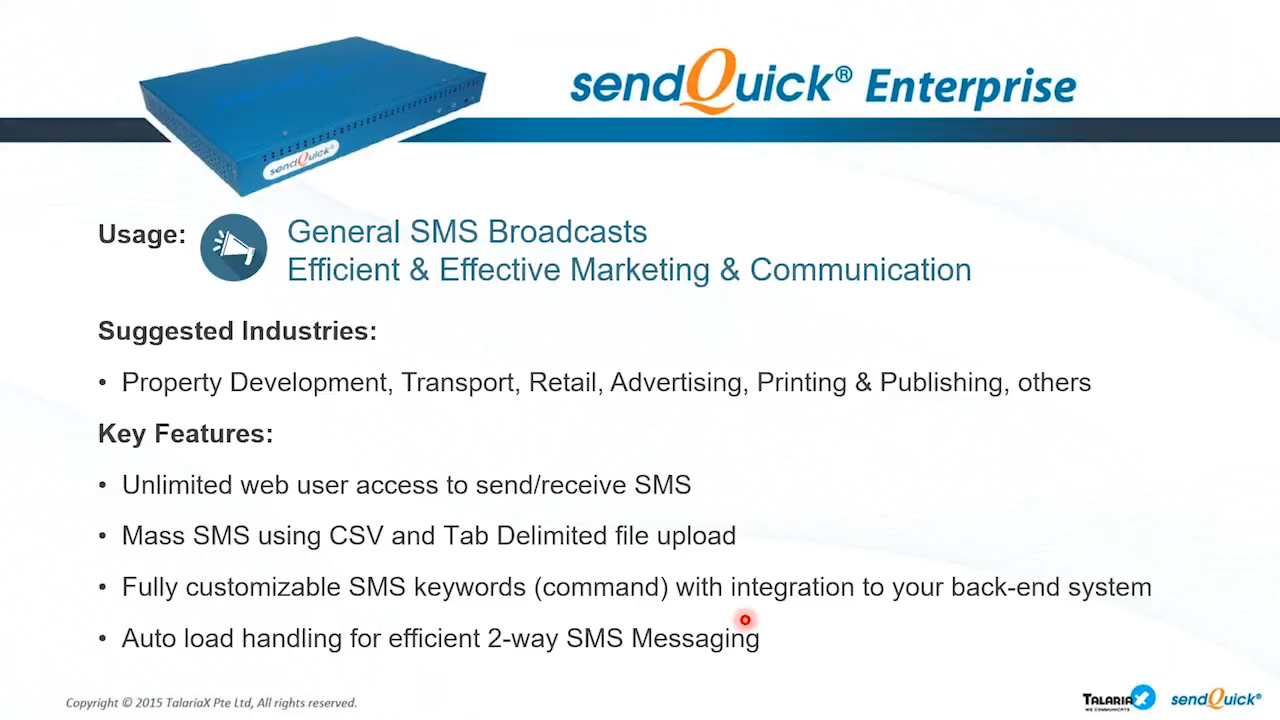 sendQuick® Enterprise
sendQuick®
Usage:
General SMS Broadcasts
Efficient & Effective Marketing & Communication
Suggested Industries:
• Property Development, Transport, Retail, Advertising, Printing & Publishing, others
Key Features:
• Unlimited web user access to send/receive SMS
• Mass SMS using CSV and Tab Delimited file upload
• Fully customizable SMS keywords (command) with integration to your back-end system
• Auto load handling for efficient 2-way SMS Messaging
Copyright © 2015 TalariaX Pte Ltd, All rights reserved.
TALARIAX
WE COMMUNICATE
sendQuick®